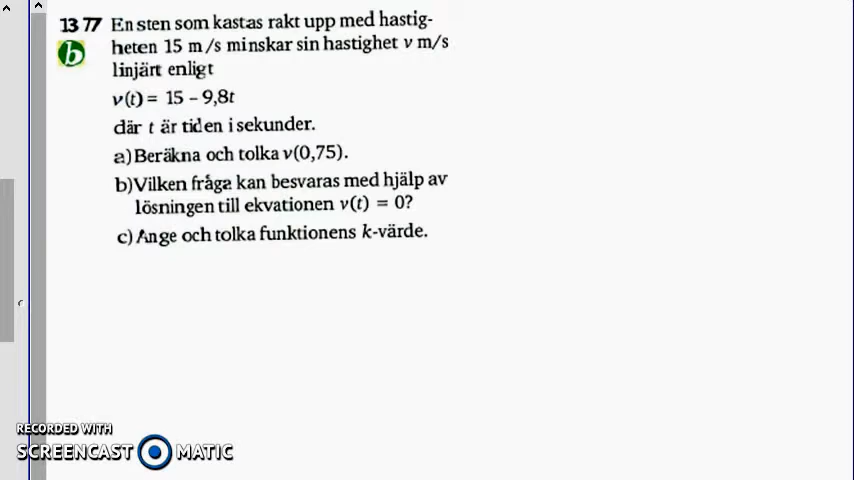 1377 En sten som kastas rakt upp med hastig-
b heten 15 m/s minskar sin hastighet v m/s
linjärt enligt
v(t) = 15 – 9,8t
där t är tiden i sekunder.
a) Beräkna och tolka v(0,75).
b) Vilken fråga kan besvaras med hjälp av
lösningen till ekvationen v(t) = 0?
c) Ange och tolka funktionens k-värde.
RECORDED WITH
SCREENCAST MATIC